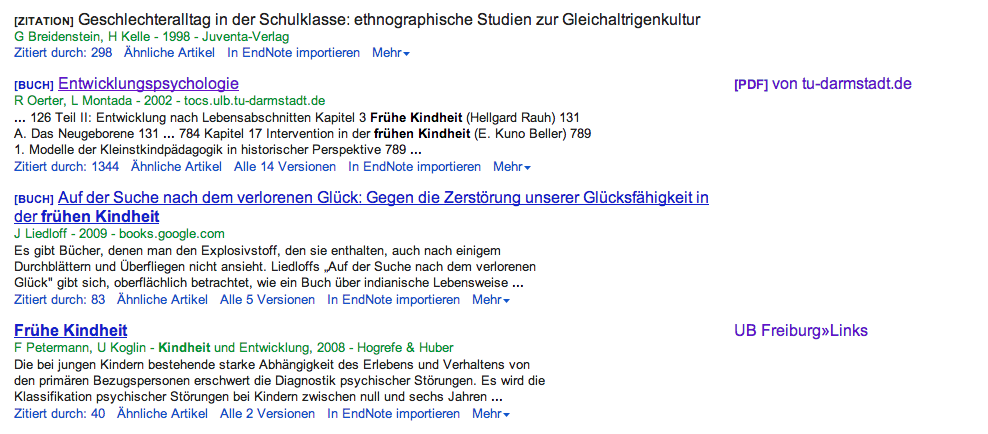 [ZITATION] Geschlechteralltag in der Schulklasse: ethnographische Studien zur Gleichaltrigenkultur
G Breidenstein, H Kelle - 1998 - Juventa-Verlag
Zitiert durch: 298 Ähnliche Artikel In EndNote importieren Mehr
[BUCH] Entwicklungspsychologie
[PDF] von tu-darmstadt.de
R Oerter, L Montada - 2002 - tocs.ulb.tu-darmstadt.de
... 126 Teil II: Entwicklung nach Lebensabschnitten Kapitel 3 Frühe Kindheit (Hellgard Rauh) 131
A. Das Neugeborene 131 ... 784 Kapitel 17 Intervention in der frühen Kindheit (E. Kuno Beller) 789
1. Modelle der Kleinstkindpädagogik in historischer Perspektive 789 ...
Zitiert durch: 1344 Ähnliche Artikel Alle 14 Versionen In EndNote importieren Mehr
[BUCH] Auf der Suche nach dem verlorenen Glück: Gegen die Zerstörung unserer Glücksfähigkeit in
der frühen Kindheit
J Liedloff - 2009 - books.google.com
Es gibt Bücher, denen man den Explosivstoff, den sie enthalten, auch nach einigem
Durchblättern und Überfliegen nicht ansieht. Liedloffs „Auf der Suche nach dem verlorenen
Glück" gibt sich, oberflächlich betrachtet, wie ein Buch über indianische Lebensweise ...
Zitiert durch: 83 Ähnliche Artikel Alle 5 Versionen In EndNote importieren Mehr
Frühe Kindheit
UB Freiburg»Links
F Petermann, U Koglin - Kindheit und Entwicklung, 2008 - Hogrefe & Huber
Die bei jungen Kindern bestehende starke Abhängigkeit des Erlebens und Verhaltens von
den primären Bezugspersonen erschwert die Diagnostik psychischer Störungen. Es wird die
Klassifikation psychischer Störungen bei Kindern zwischen null und sechs Jahren ...
Zitiert durch: 40 Ähnliche Artikel Alle 2 Versionen In EndNote importieren Mehr